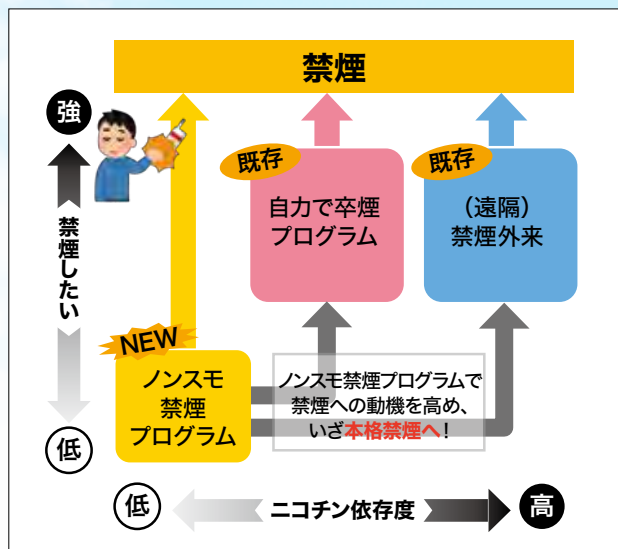 禁煙
強
禁煙したい
低
既存
自力で卒煙
プログラム
既存
(遠隔)
禁煙外来
NEW
ノンスモ
禁煙
プログラム
ノンスモ禁煙プログラムで
禁煙への動機を高め、
いざ本格禁煙へ!
低
ニコチン依存度
高